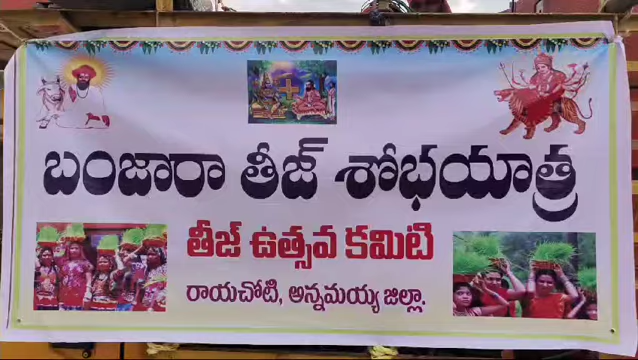 బంజారా తీజ్ శోభయాత్ర
తీజ్ ఉత్సవ కమిటి
రాయచోటి, అన్నమయ్య జిల్లా.